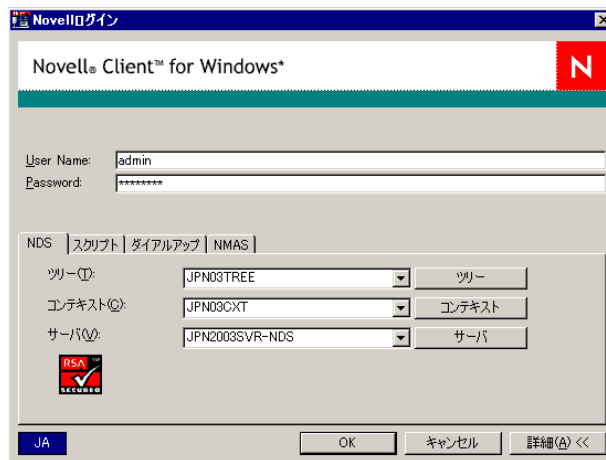 Novellログイン
Novell® Client™ for Windows*
N
User Name: admin
Password: ********
NDS スクリプト ダイアルアップ NMAS
ツリー(T): JPN03TREE ツリー
コンテキスト(C): JPN03CXT コンテキスト
サーバ(V): JPN2003SVR-NDS サーバ
RSA TM
SECURED
JA OK キャンセル 詳細(A) <<